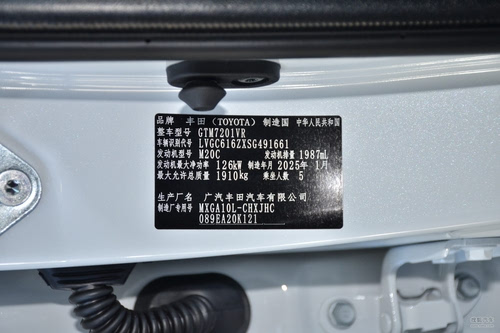 品牌 丰田 (TOYOTA) 制造国 中华人民共和国
整车型号 GTM7201VR
车辆识别代号 LVGC616ZXSG491661
发动机型号 M20C 发动机排量 1987mL
发动机最大净功率 126kW 制造年月 2025年 1月
最大允许总质量 1910kg 乘坐人数 5
生产厂名 广汽丰田汽车有限公司
制造专用号 MXGA10L-CHXJHC
089EA20K121